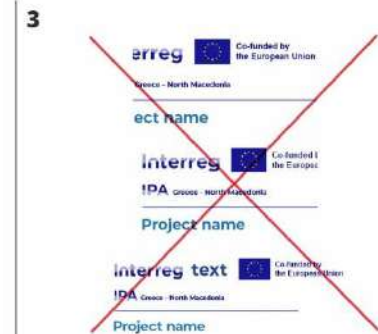 3
erreg Co-funded by
the European Union
Greece - North Macedonia
ect name
Interreg Co-funded
the Europea
IPA Greece - North Macedonia
Project name
Interreg text Co-funded by
the European Union
IPA Greece - North Macedonia
Project name